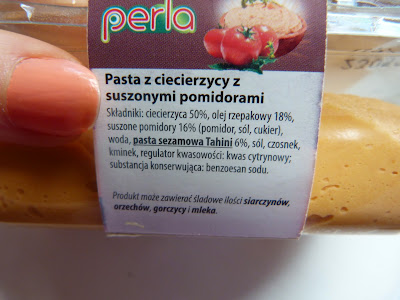 perla
Pasta z ciecierzycy z
suszonymi pomidorami
Składniki: ciecierzyca 50%, olej rzepakowy 18%,
suszone pomidory 16% (pomidor, sól, cukier),
woda, pasta sezamowa Tahini 6%, sól, czosnek,
kminek, regulator kwasowości: kwas cytrynowy;
substancja konserwująca: benzoesan sodu.
Produkt może zawierać śladowe ilości siarczynów,
orzechów, gorczycy i mleka.